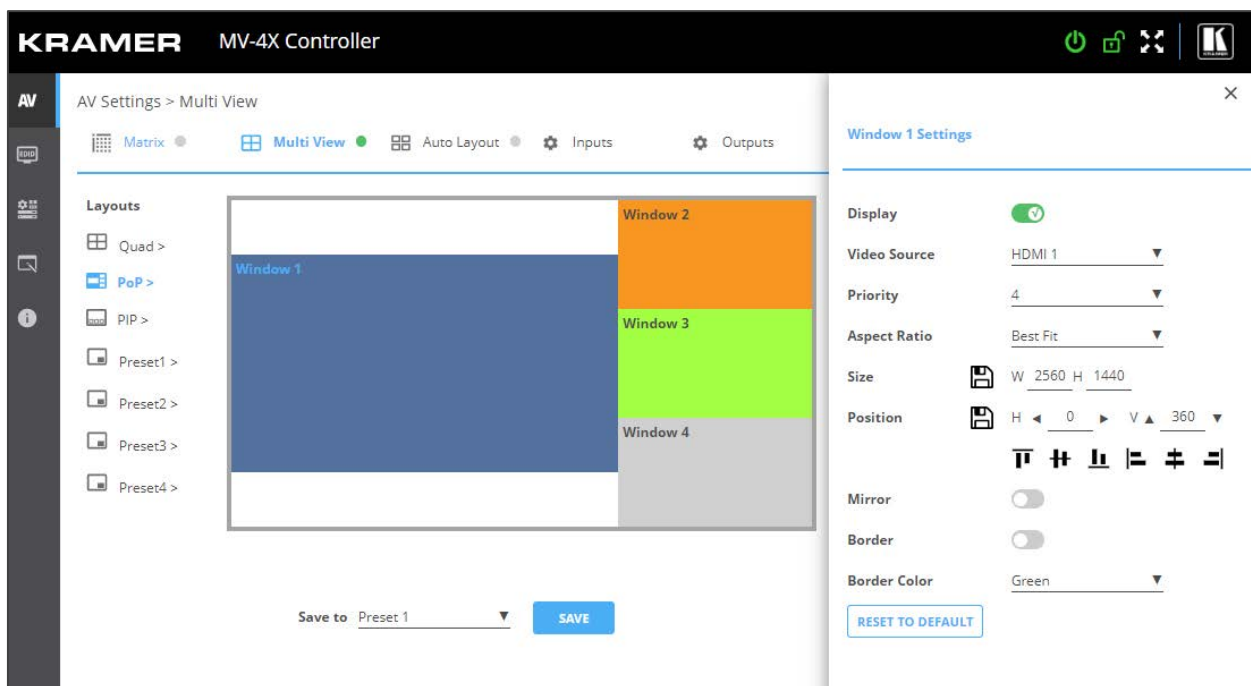 KRAMER MV-4X Controller
KRAMER
AV
EDID
AV Settings > Multi View
Matrix Multi View Auto Layout Inputs Outputs
Layouts
Quad >
PoP >
PIP >
Preset1 >
Preset2 >
Preset3 >
Preset4 >
Window 1
Window 2
Window 3
Window 4
Save to Preset 1 SAVE
Window 1 Settings
Display
Video Source HDMI 1
Priority 4
Aspect Ratio Best Fit
Size W 2560 H 1440
Position H 0 V 360
Mirror
Border
Border Color Green
RESET TO DEFAULT